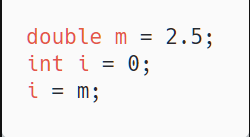 double m = 2.5;
int i = 0;
i = m;